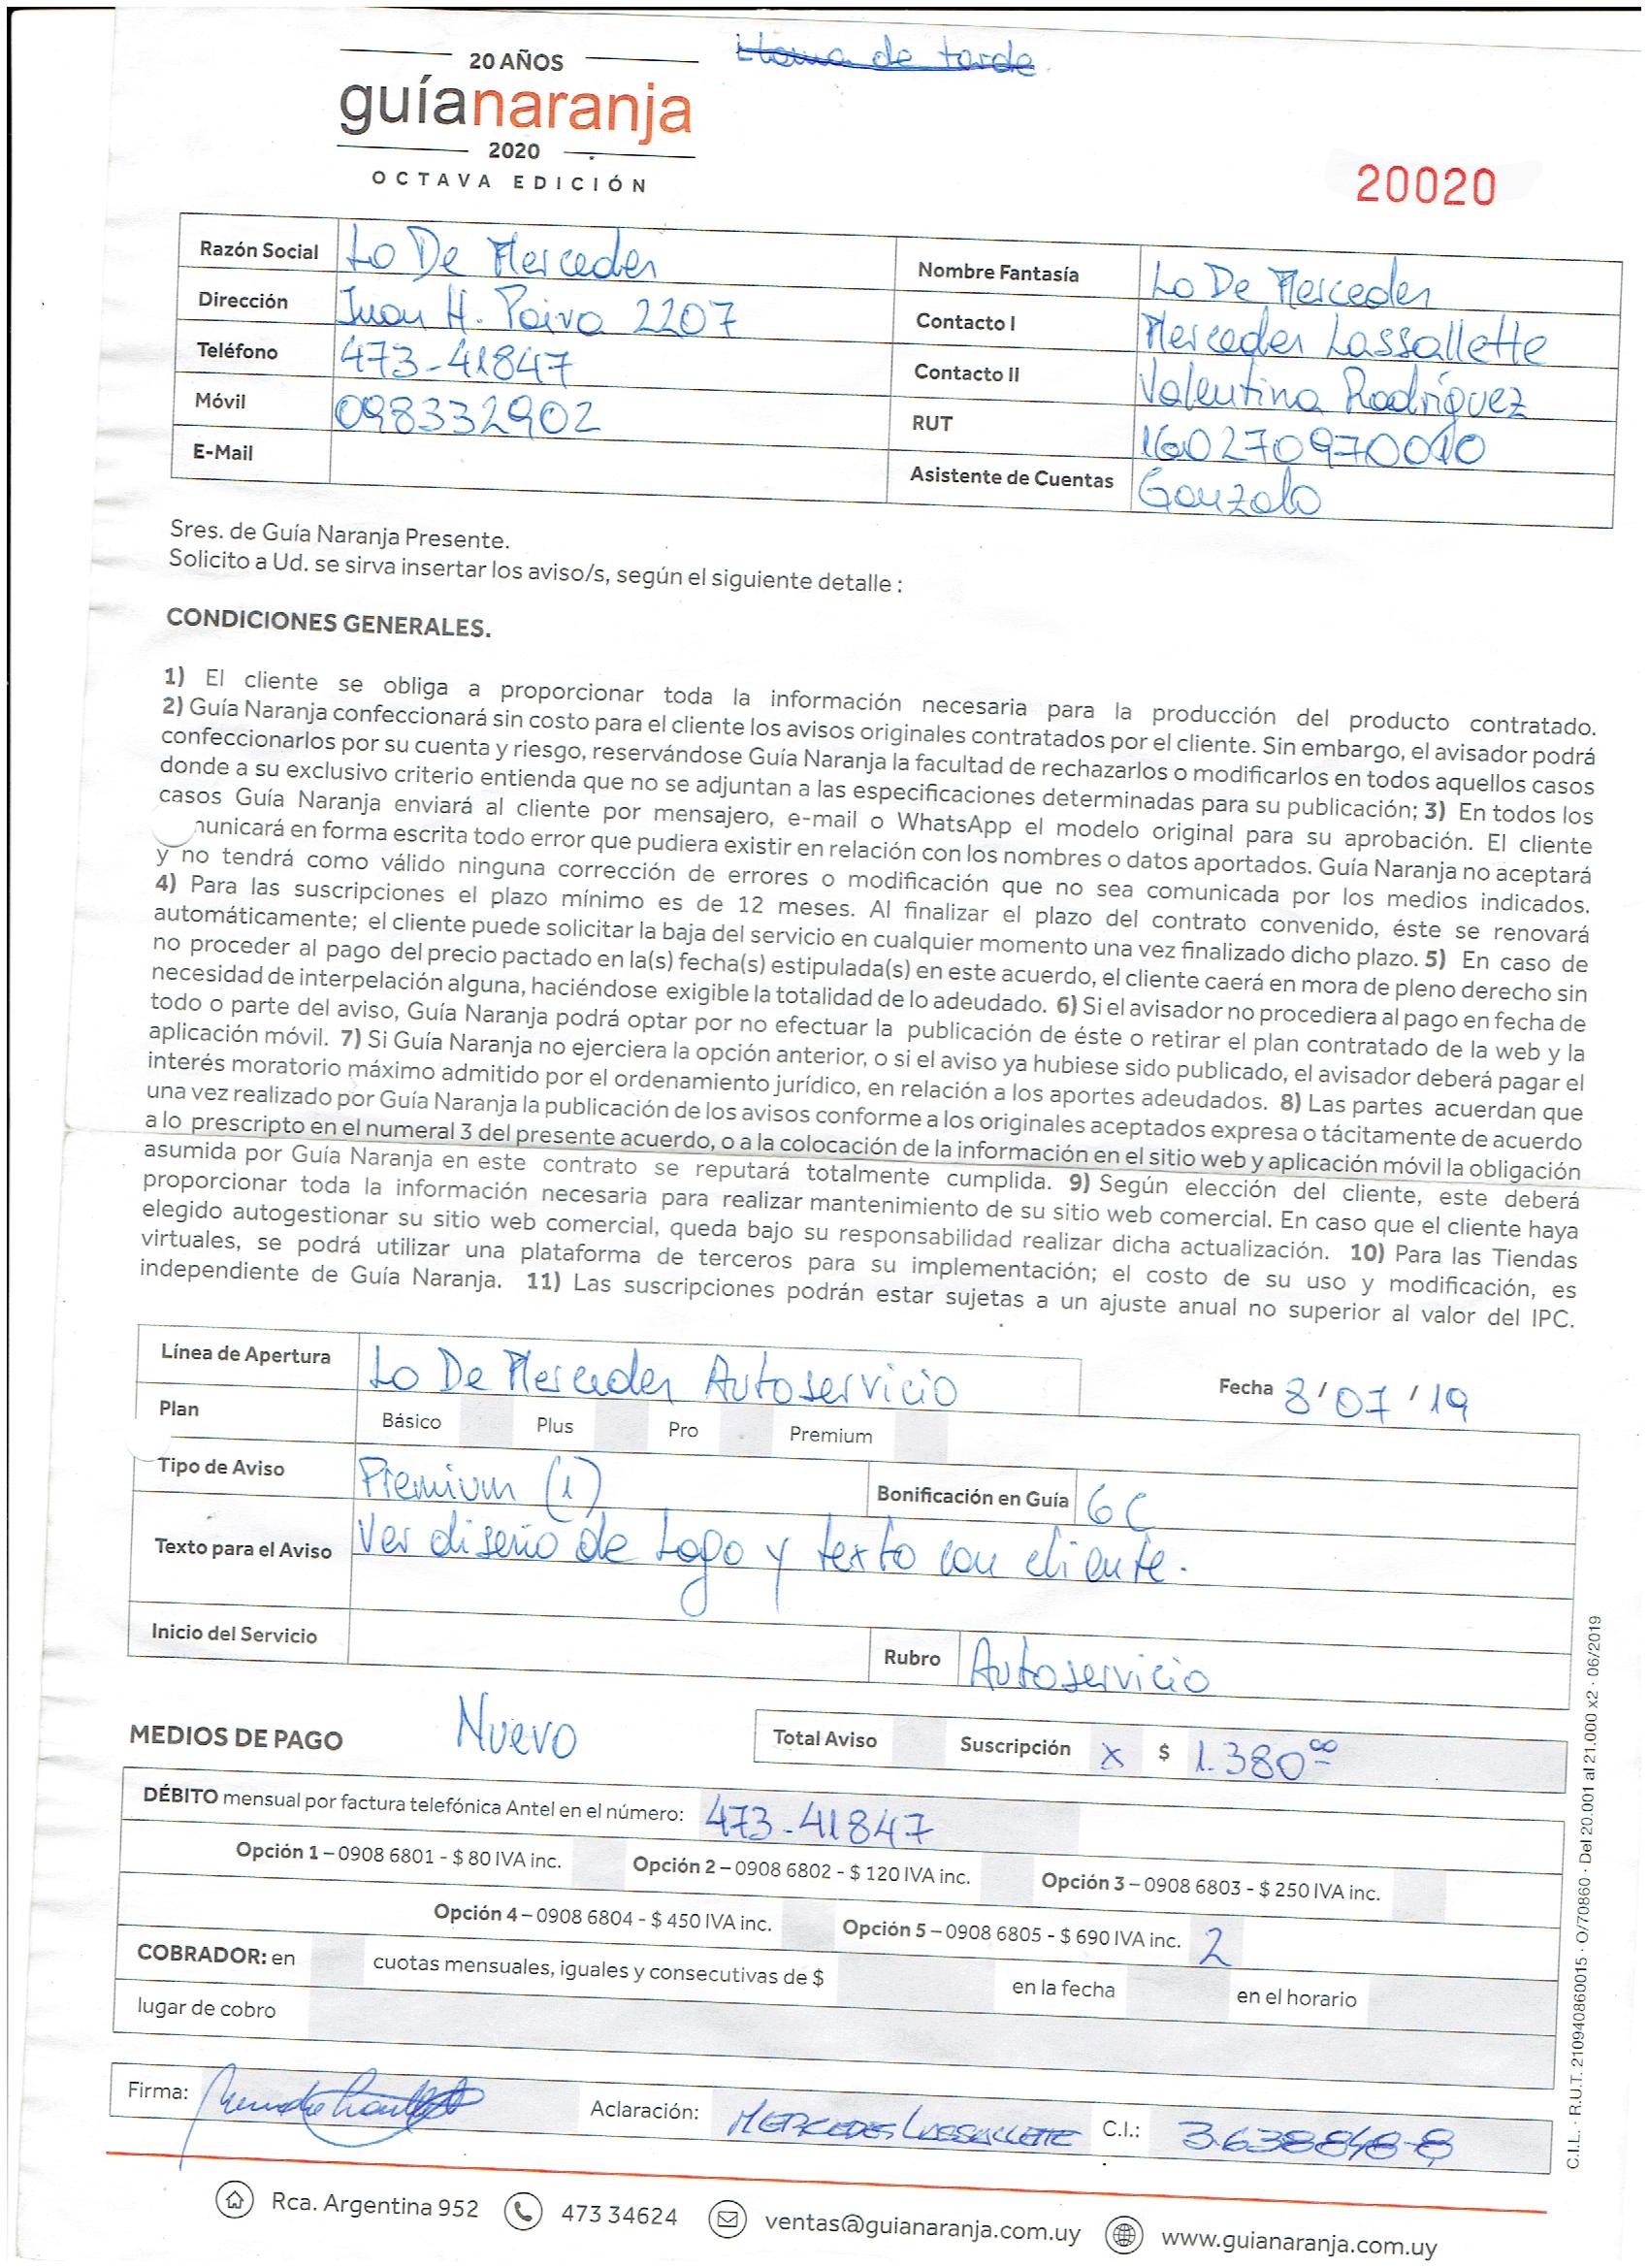 Llama de tarde.
20 AÑOS
guíanaranja
2020
OCTAVA EDICIÓN
20020
Razón Social Lo De Mercedes
Nombre Fantasía Lo De Mercedes
Dirección Juan H. Paiva 2207
Contacto I Mercedes Lassallette
Teléfono 473-41847
Contacto II Valentina Rodríguez
Móvil 098332902
RUT 160270970010
E-Mail
Asistente de Cuentas Gonzalo
Sres. de Guía Naranja Presente.
Solicito a Ud. se sirva insertar los aviso/s, según el siguiente detalle :
CONDICIONES GENERALES.
1) El cliente se obliga a proporcionar toda la información necesaria para la producción del producto contratado.
2) Guía Naranja confeccionará sin costo para el cliente los avisos originales contratados por el cliente. Sin embargo, el avisador podrá
confeccionarlos por su cuenta y riesgo, reservándose Guía Naranja la facultad de rechazarlos o modificarlos en todos aquellos casos
donde a su exclusivo criterio entienda que no se adjuntan a las especificaciones determinadas para su publicación; 3) En todos los
casos Guía Naranja enviará al cliente por mensajero, e-mail o WhatsApp el modelo original para su aprobación. El cliente
municará en forma escrita todo error que pudiera existir en relación con los nombres o datos aportados. Guía Naranja no aceptará
y no tendrá como válido ninguna corrección de errores o modificación que no sea comunicada por los medios indicados.
4) Para las suscripciones el plazo mínimo es de 12 meses. Al finalizar el plazo del contrato convenido, éste se renovará
automáticamente; el cliente puede solicitar la baja del servicio en cualquier momento una vez finalizado dicho plazo. 5) En caso de
no proceder al pago del precio pactado en la(s) fecha(s) estipulada(s) en este acuerdo, el cliente caerá en mora de pleno derecho sin
necesidad de interpelación alguna, haciéndose exigible la totalidad de lo adeudado. 6) Si el avisador no procediera al pago en fecha de
todo o parte del aviso, Guía Naranja podrá optar por no efectuar la publicación de éste o retirar el plan contratado de la web y la
aplicación móvil. 7) Si Guía Naranja no ejerciera la opción anterior, o si el aviso ya hubiese sido publicado, el avisador deberá pagar el
interés moratorio máximo admitido por el ordenamiento jurídico, en relación a los aportes adeudados. 8) Las partes acuerdan que
una vez realizado por Guía Naranja la publicación de los avisos conforme a los originales aceptados expresa o tácitamente de acuerdo
a lo prescripto en el numeral 3 del presente acuerdo, o a la colocación de la información en el sitio web y aplicación móvil la obligación
asumida por Guía Naranja en este contrato se reputará totalmente cumplida. 9) Según elección del cliente, este deberá
proporcionar toda la información necesaria para realizar mantenimiento de su sitio web comercial. En caso que el cliente haya
elegido autogestionar su sitio web comercial, queda bajo su responsabilidad realizar dicha actualización. 10) Para las Tiendas
virtuales, se podrá utilizar una plataforma de terceros para su implementación; el costo de su uso y modificación, es
independiente de Guía Naranja. 11) Las suscripciones podrán estar sujetas a un ajuste anual no superior al valor del IPC.
Línea de Apertura Lo De Mercedes Autoservicio
Fecha 8/07/19
Plan Básico Plus Pro Premium
Tipo de Aviso Premium (1)
Bonificación en Guía 6C
Texto para el Aviso Ver diseño de Logo y texto con cliente.
Inicio del Servicio
Rubro Autoservicio
MEDIOS DE PAGO Nuevo
Total Aviso Suscripción x $ 1.380.00
DÉBITO mensual por factura telefónica Antel en el número: 473-41847
Opción 1 – 0908 6801 - $ 80 IVA inc. Opción 2 – 0908 6802 - $ 120 IVA inc. Opción 3 – 0908 6803 - $ 250 IVA inc.
Opción 4 – 0908 6804 - $ 450 IVA inc. Opción 5 – 0908 6805 - $ 690 IVA inc. 2
COBRADOR: en cuotas mensuales, iguales y consecutivas de $ en la fecha en el horario
lugar de cobro
Firma:
Aclaración: MERCEDES LASSALLETTE
C.I.: 3.638848-8
Rca. Argentina 952 473 34624 ventas@guianaranja.com.uy www.guianaranja.com.uy
C.I.L. · R.U.T. 210940860015 · O/70860 · Del 20.001 al 21.000 x2 · 06/2019